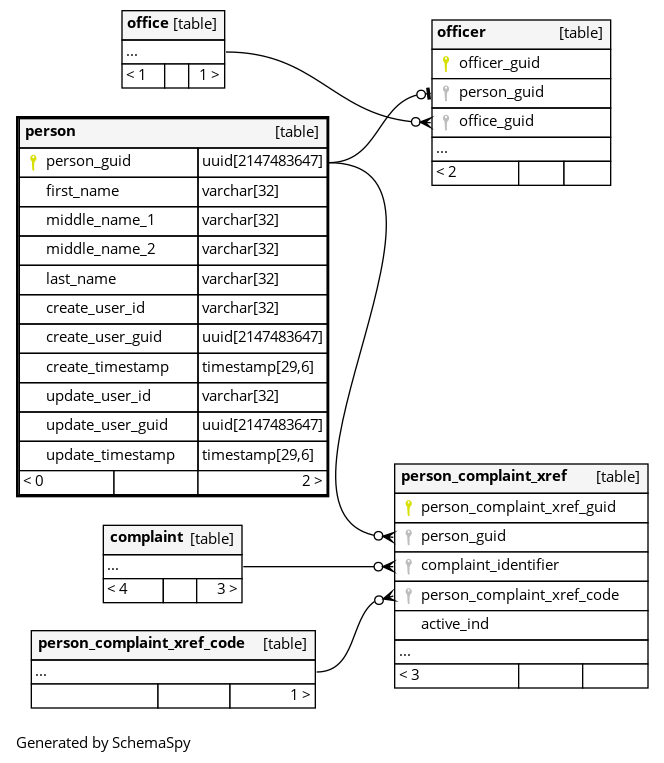 office [table]
...
< 1 1 >
officer [table]
officer_guid
person_guid
office_guid
...
< 2
person [table]
person_guid uuid[2147483647]
first_name varchar[32]
middle_name_1 varchar[32]
middle_name_2 varchar[32]
last_name varchar[32]
create_user_id varchar[32]
create_user_guid uuid[2147483647]
create_timestamp timestamp[29,6]
update_user_id varchar[32]
update_user_guid uuid[2147483647]
update_timestamp timestamp[29,6]
< 0 2 >
person_complaint_xref [table]
person_complaint_xref_guid
person_guid
complaint_identifier
person_complaint_xref_code
active_ind
...
< 3
complaint [table]
...
< 4 3 >
person_complaint_xref_code [table]
...
1 >
Generated by SchemaSpy